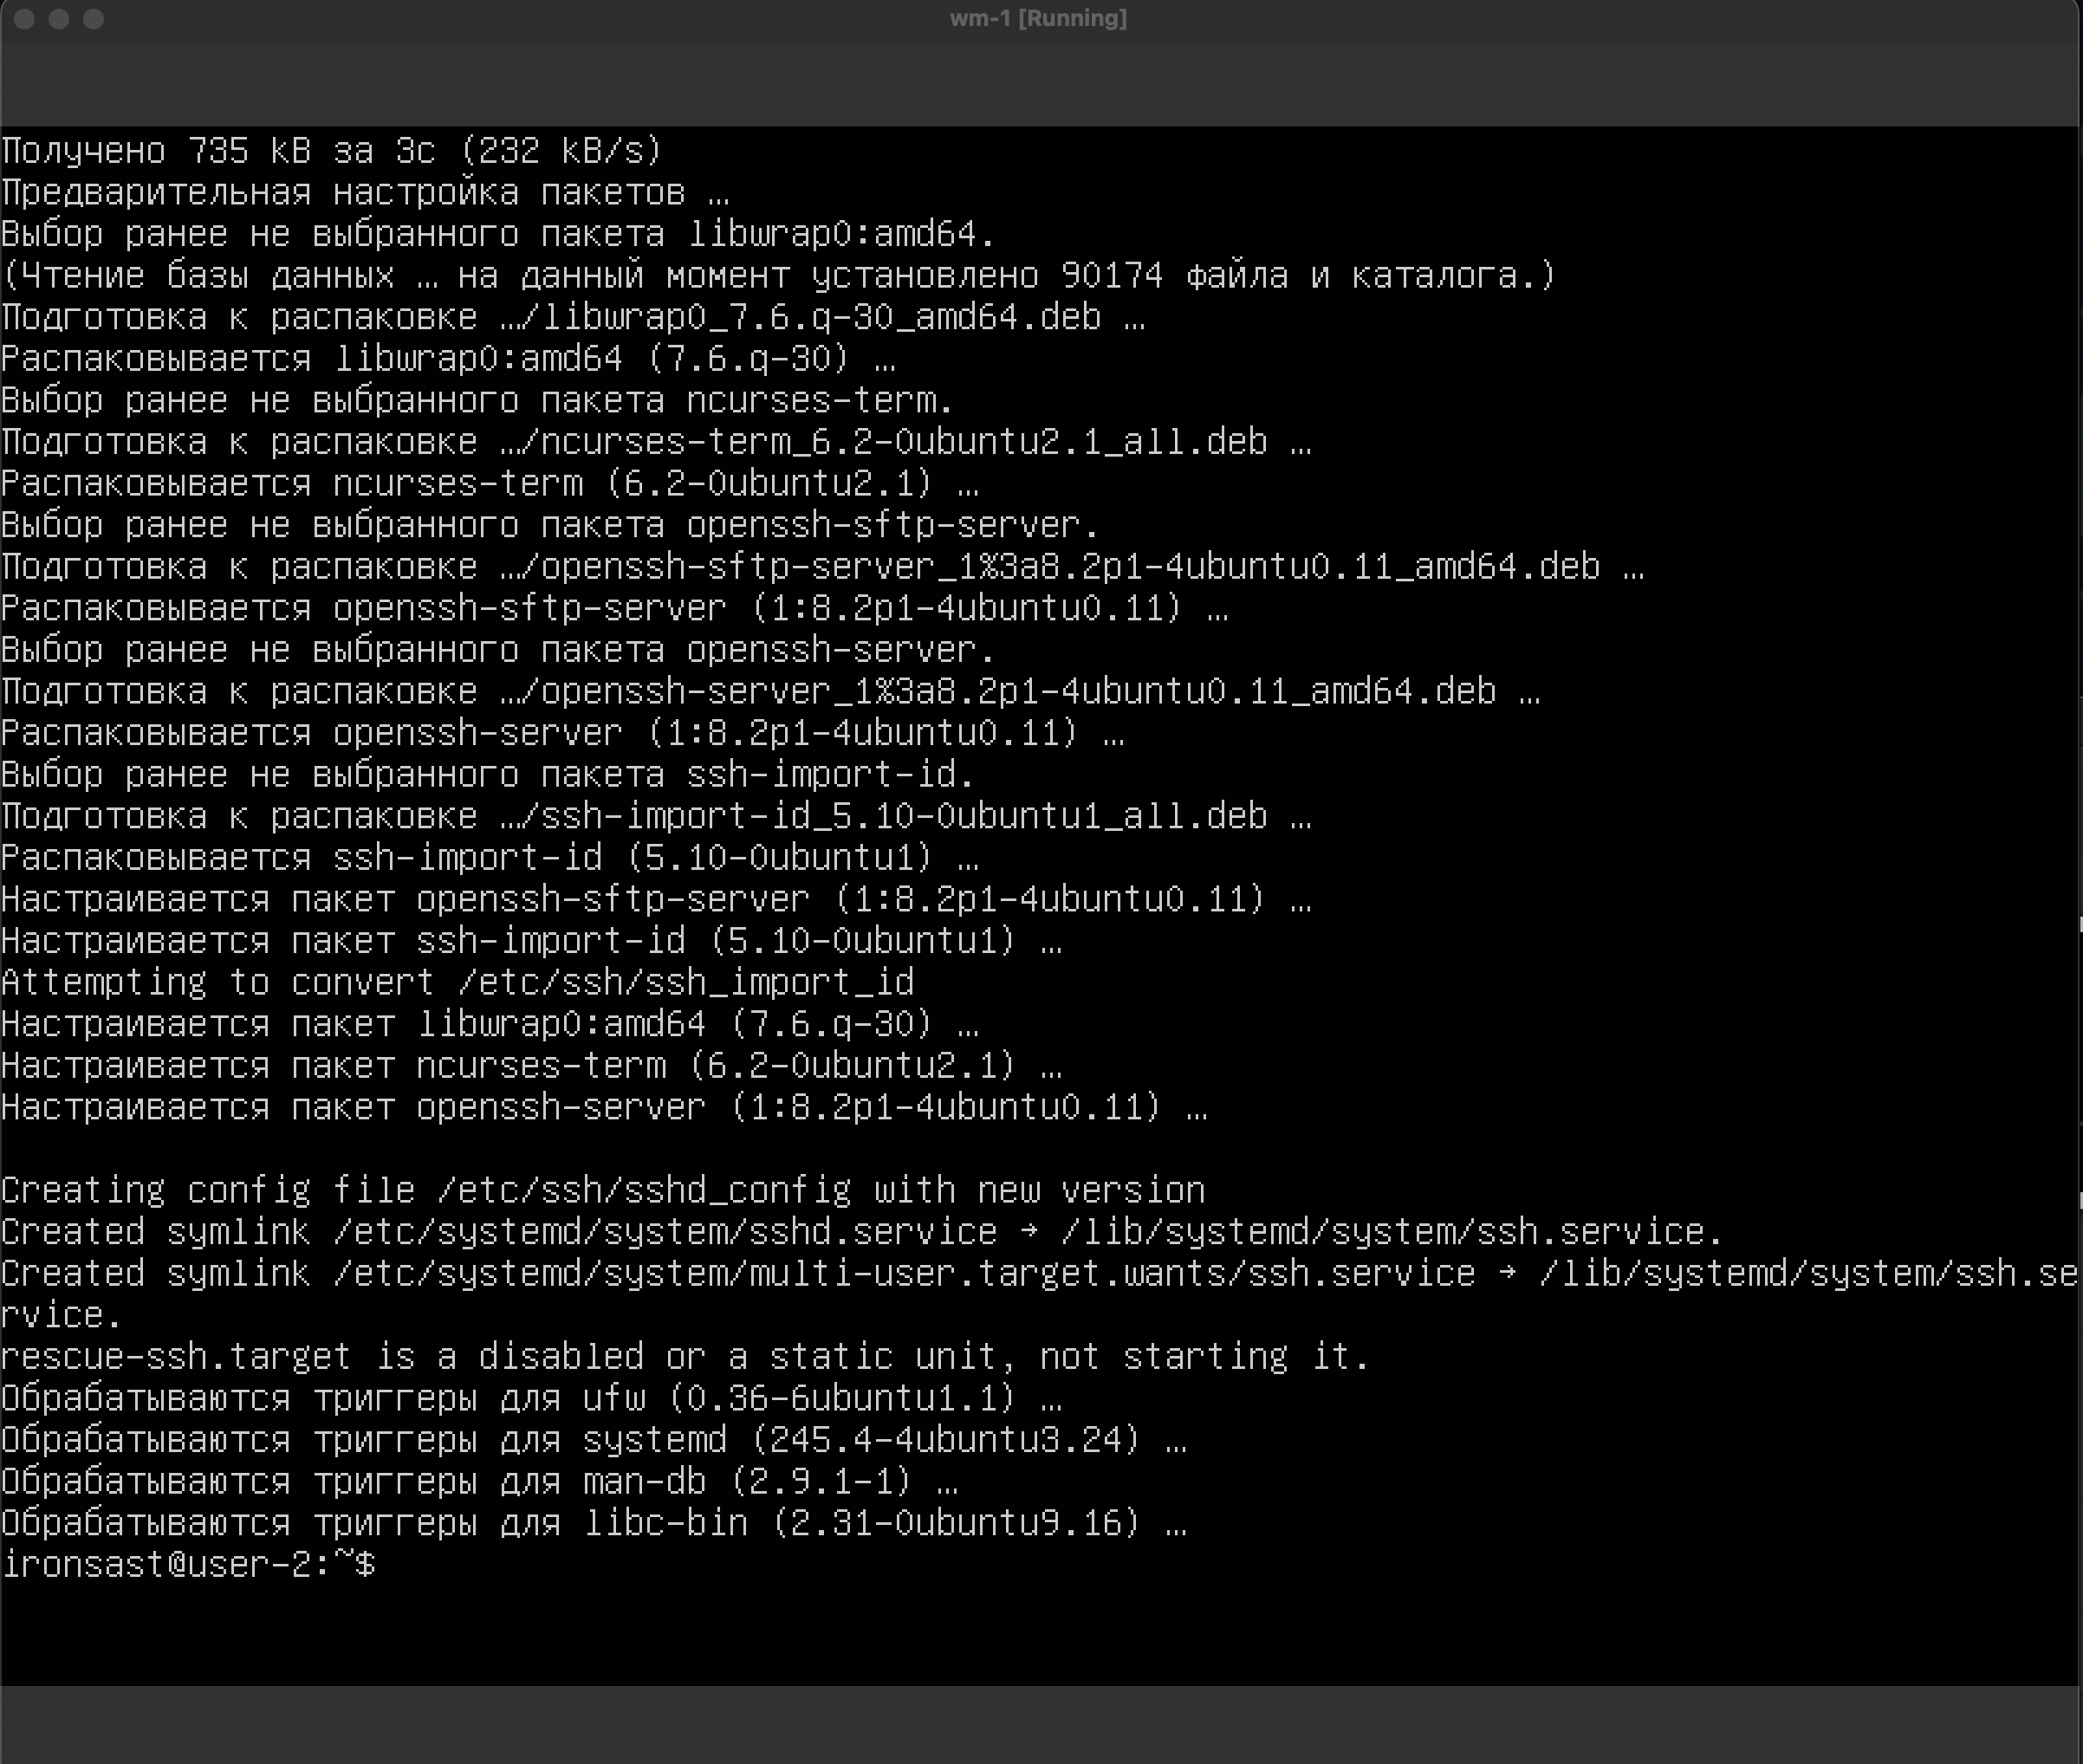 wm-1 [Running]
Получено 735 kB за 3с (232 kB/s)
Предварительная настройка пакетов …
Выбор ранее не выбранного пакета libwrap0:amd64.
(Чтение базы данных … на данный момент установлено 90174 файла и каталога.)
Подготовка к распаковке …/libwrap0_7.6.q-30_amd64.deb …
Распаковывается libwrap0:amd64 (7.6.q-30) …
Выбор ранее не выбранного пакета ncurses-term.
Подготовка к распаковке …/ncurses-term_6.2-0ubuntu2.1_all.deb …
Распаковывается ncurses-term (6.2-0ubuntu2.1) …
Выбор ранее не выбранного пакета openssh-sftp-server.
Подготовка к распаковке …/openssh-sftp-server_1%3a8.2p1-4ubuntu0.11_amd64.deb …
Распаковывается openssh-sftp-server (1:8.2p1-4ubuntu0.11) …
Выбор ранее не выбранного пакета openssh-server.
Подготовка к распаковке …/openssh-server_1%3a8.2p1-4ubuntu0.11_amd64.deb …
Распаковывается openssh-server (1:8.2p1-4ubuntu0.11) …
Выбор ранее не выбранного пакета ssh-import-id.
Подготовка к распаковке …/ssh-import-id_5.10-0ubuntu1_all.deb …
Распаковывается ssh-import-id (5.10-0ubuntu1) …
Настраивается пакет openssh-sftp-server (1:8.2p1-4ubuntu0.11) …
Настраивается пакет ssh-import-id (5.10-0ubuntu1) …
Attempting to convert /etc/ssh/ssh_import_id
Настраивается пакет libwrap0:amd64 (7.6.q-30) …
Настраивается пакет ncurses-term (6.2-0ubuntu2.1) …
Настраивается пакет openssh-server (1:8.2p1-4ubuntu0.11) …
Creating config file /etc/ssh/sshd_config with new version
Created symlink /etc/systemd/system/sshd.service → /lib/systemd/system/ssh.service.
Created symlink /etc/systemd/system/multi-user.target.wants/ssh.service → /lib/systemd/system/ssh.se
rvice.
rescue-ssh.target is a disabled or a static unit, not starting it.
Обрабатываются триггеры для ufw (0.36-6ubuntu1.1) …
Обрабатываются триггеры для systemd (245.4-4ubuntu3.24) …
Обрабатываются триггеры для man-db (2.9.1-1) …
Обрабатываются триггеры для libc-bin (2.31-0ubuntu9.16) …
ironsast@user-2:~$